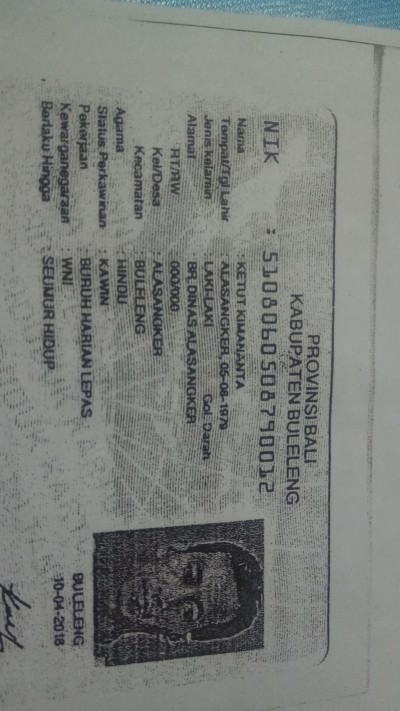 PROVINSI BALI
KABUPATEN BULELENG
NIK : 5108060508790012
Nama : KETUT KIMANANTA
Tempat/Tgl Lahir : ALASANGKER, 05-08-1979
Jenis kelamin : LAKI-LAKI Gol. Darah
Alamat BR. DINAS ALASANGKER
RT/RW : 000/000
Kel/Desa : ALASANGKER
Kecamatan : BULELENG
Agama : HINDU
Status Perkawinan : KAWIN
Pekerjaan : BURUH HARIAN LEPAS
Kewarganegaraan : WNI
Berlaku Hingga : SEUMUR HIDUP
BULELENG
10-04-2018